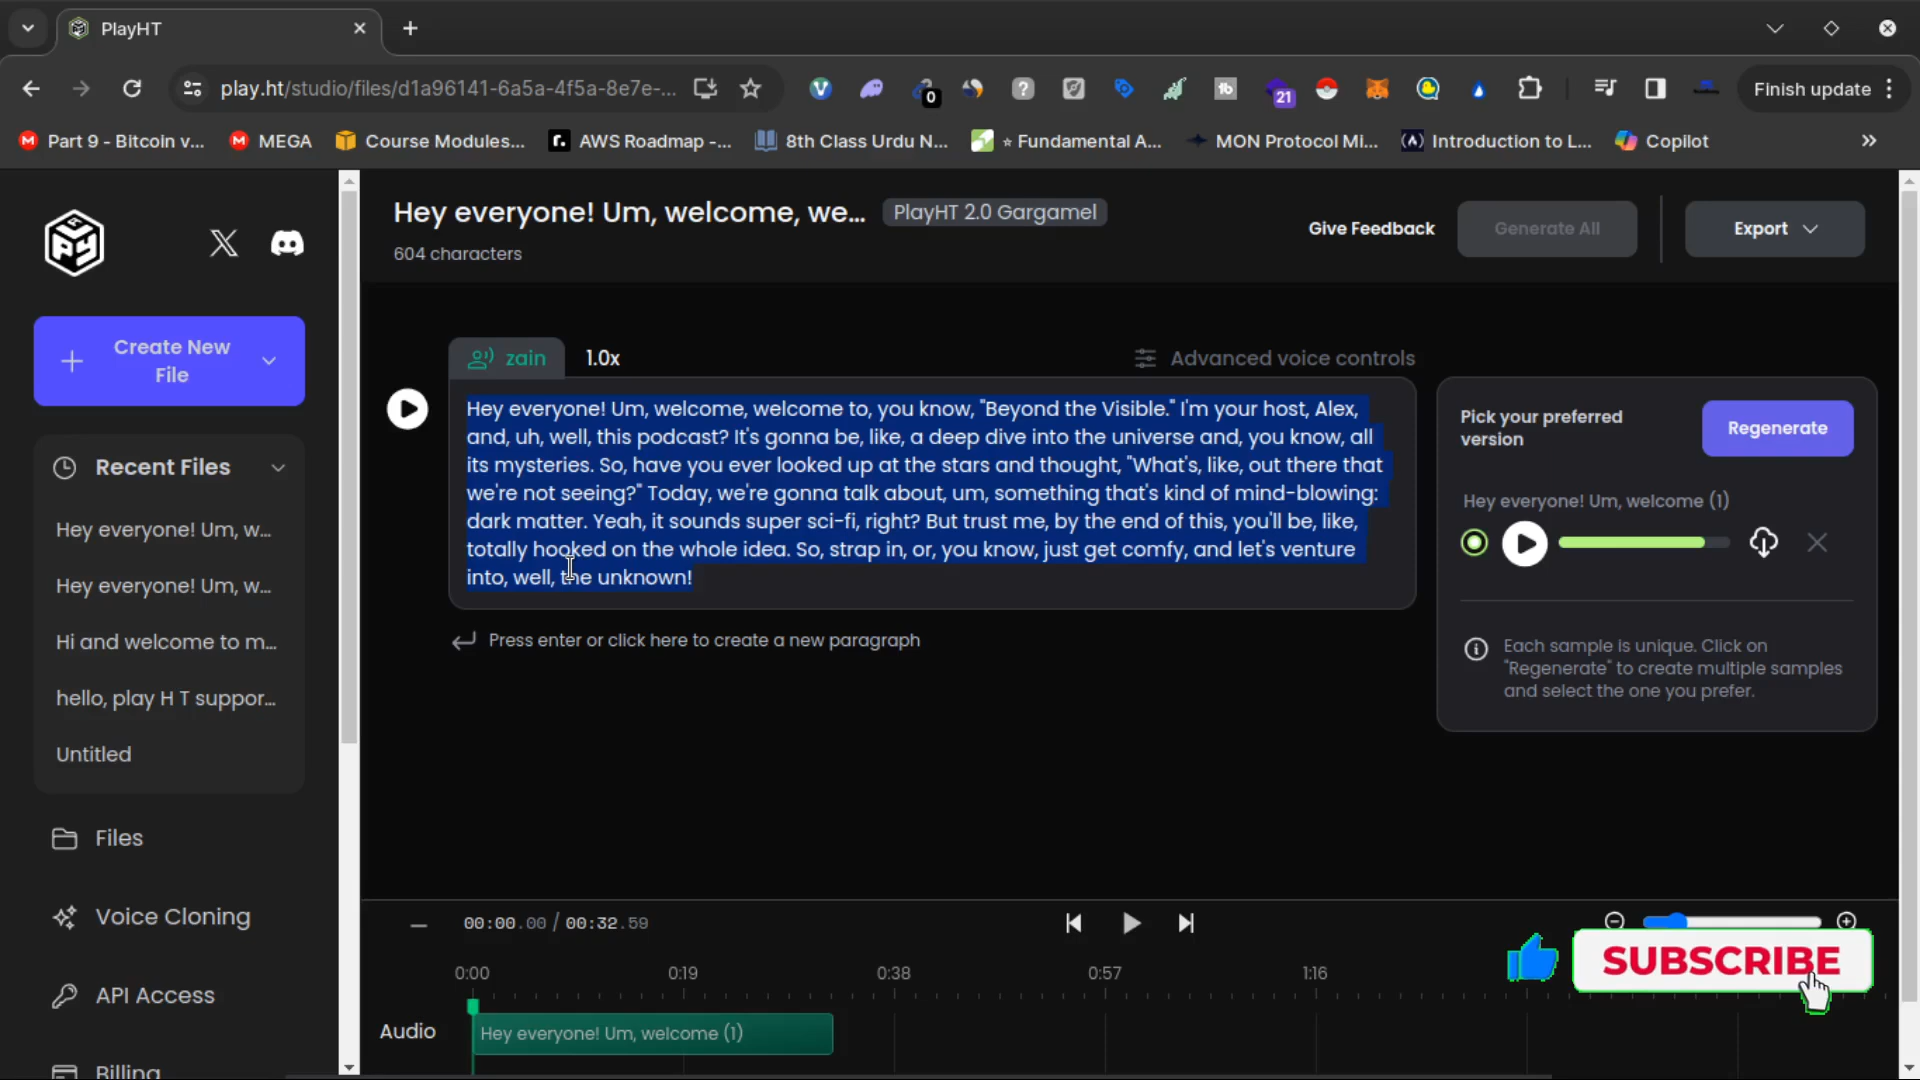 PlayHT
play.ht/studio/files/d1a96141-6a5a-4f5a-8e7e-...
0
21
Finish update
Part 9 - Bitcoin v...
MEGA
Course Modules...
AWS Roadmap -...
8th Class Urdu N...
⭐ Fundamental A...
MON Protocol Mi...
Introduction to L...
Copilot
Hey everyone! Um, welcome, we...
PlayHT 2.0 Gargamel
604 characters
Give Feedback
Generate All
Export
Create New
File
Recent Files
Hey everyone! Um, w...
Hey everyone! Um, w...
Hi and welcome to m...
hello, play H T suppor...
Untitled
Files
Voice Cloning
API Access
Billing
zain
1.0x
Advanced voice controls
Hey everyone! Um, welcome, welcome to, you know, "Beyond the Visible." I'm your host, Alex,
and, uh, well, this podcast? It's gonna be, like, a deep dive into the universe and, you know, all
its mysteries. So, have you ever looked up at the stars and thought, "What's, like, out there that
we're not seeing?" Today, we're gonna talk about, um, something that's kind of mind-blowing:
dark matter. Yeah, it sounds super sci-fi, right? But trust me, by the end of this, you'll be, like,
totally hooked on the whole idea. So, strap in, or, you know, just get comfy, and let's venture
into, well, the unknown!
Press enter or click here to create a new paragraph
Pick your preferred
version
Regenerate
Hey everyone! Um, welcome (1)
Each sample is unique. Click on
"Regenerate" to create multiple samples
and select the one you prefer.
00:00.00 / 00:32.59
0:00
0:19
0:38
0:57
1:16
SUBSCRIBE
Audio
Hey everyone! Um, welcome (1)